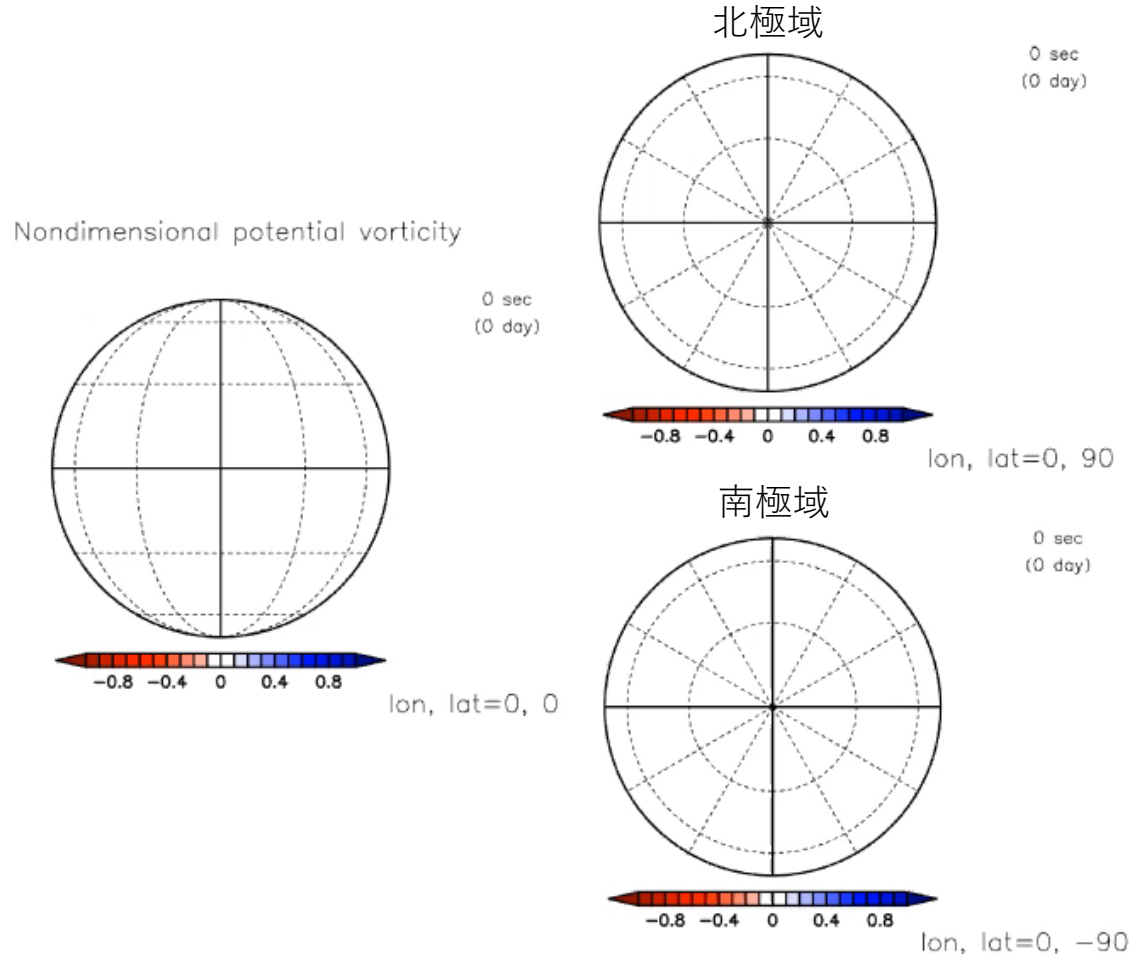 Nondimensional potential vorticity
0 sec
(0 day)
-0.8 -0.4 0 0.4 0.8
lon, lat=0, 0
北極域
0 sec
(0 day)
-0.8 -0.4 0 0.4 0.8
lon, lat=0, 90
南極域
0 sec
(0 day)
-0.8 -0.4 0 0.4 0.8
lon, lat=0, -90